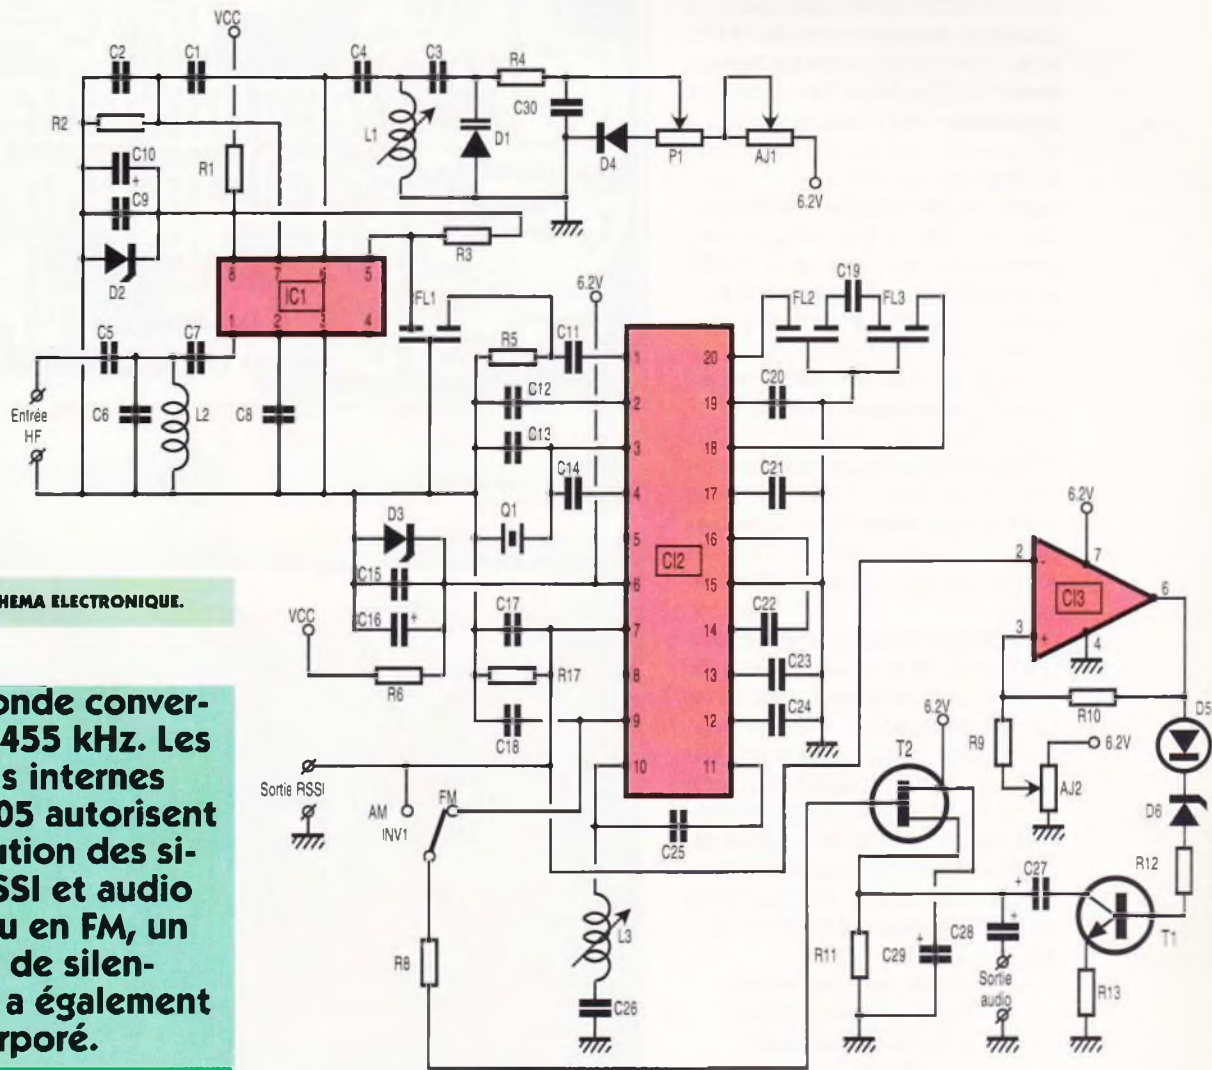 VCC
C2
C1
C4
C3
R4
C30
R2
L1
D1
D4
P1
AJ1
6.2V
C10
+
R1
C9
R3
D2
8
7
6
5
IC1
1
2
3
4
FL1
6.2V
C19
FL2
FL3
C5
C7
R5
C11
1
20
C12
2
C20
19
Entrée
HF
C6
L2
C8
C13
3
18
C14
4
C21
17
D3
Q1
5
16
CI2
C15
6
15
C16
+
C17
7
C22
14
VCC
R6
R17
8
C23
13
C18
9
C24
12
10
11
Sortie RSSI
AM
FM
INV1
C25
6.2V
2
-
7
CI3
6
3
+
4
R10
R9
6.2V
AJ2
D5
D6
R12
T2
6.2V
+
C27
T1
R8
L3
C26
R11
C29
+
C28
+
Sortie
audio
R13
HEMA ELECTRONIQUE.
onde conver-
455 kHz. Les
s internes
05 autorisent
ution des si-
SSI et audio
u en FM, un
de silen-
a également
rporé.